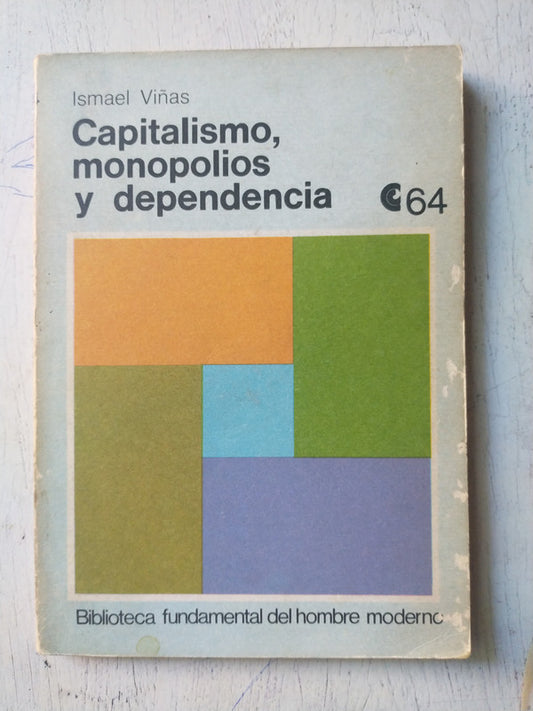 Ismael Viñas
Capitalismo,
monopolios
y dependencia
64
Biblioteca fundamental del hombre moderno